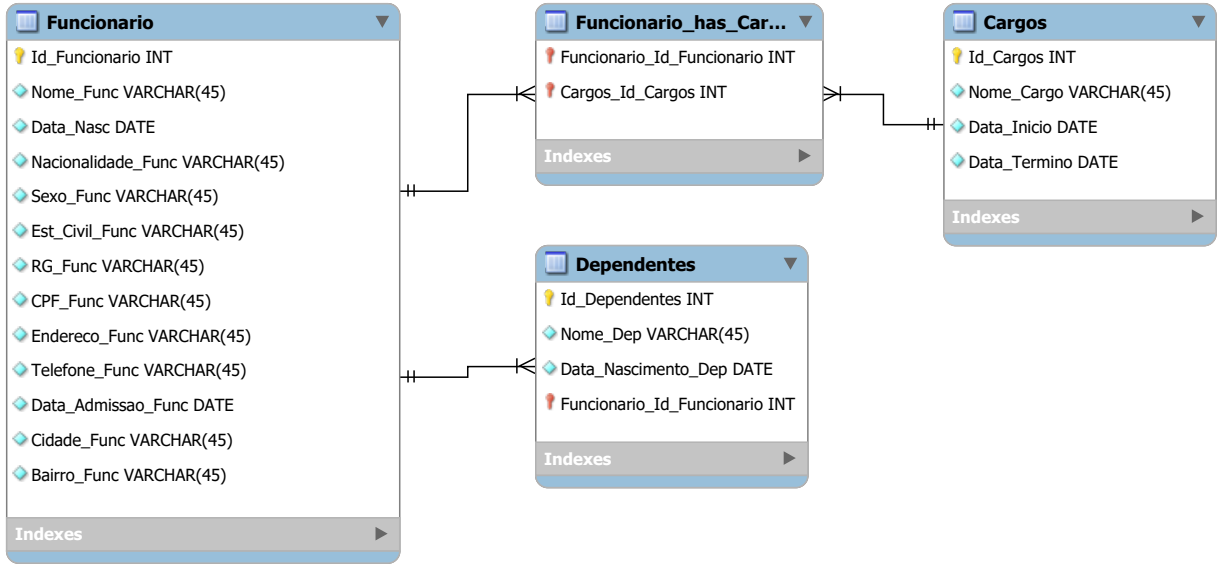 Funcionario
Id_Funcionario INT
Nome_Func VARCHAR(45)
Data_Nasc DATE
Nacionalidade_Func VARCHAR(45)
Sexo_Func VARCHAR(45)
Est_Civil_Func VARCHAR(45)
RG_Func VARCHAR(45)
CPF_Func VARCHAR(45)
Endereco_Func VARCHAR(45)
Telefone_Func VARCHAR(45)
Data_Admissao_Func DATE
Cidade_Func VARCHAR(45)
Bairro_Func VARCHAR(45)
Indexes
Funcionario_has_Car...
Funcionario_Id_Funcionario INT
Cargos_Id_Cargos INT
Indexes
Dependentes
Id_Dependentes INT
Nome_Dep VARCHAR(45)
Data_Nascimento_Dep DATE
Funcionario_Id_Funcionario INT
Indexes
Cargos
Id_Cargos INT
Nome_Cargo VARCHAR(45)
Data_Inicio DATE
Data_Termino DATE
Indexes